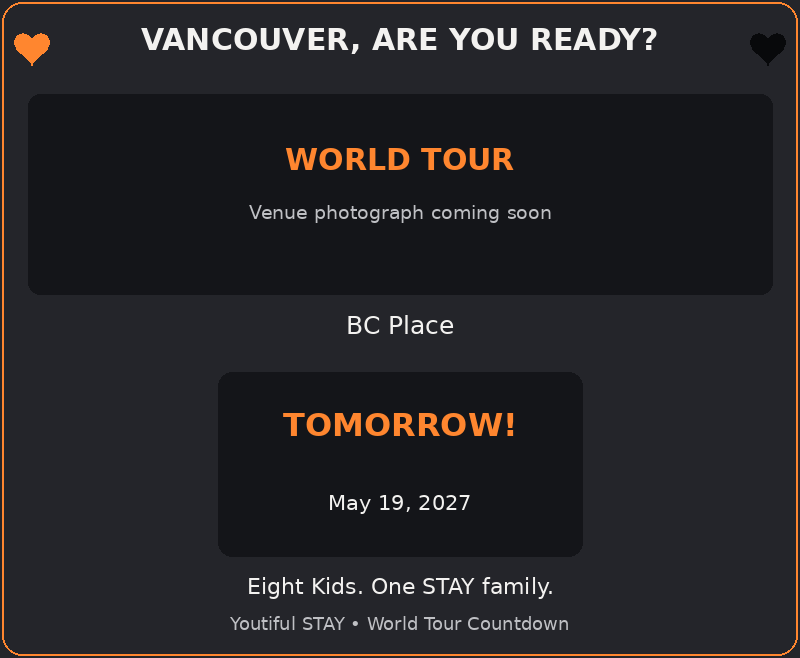 VANCOUVER, ARE YOU READY?
WORLD TOUR
Venue photograph coming soon
BC Place
TOMORROW!
May 19, 2027
Eight Kids. One STAY family.
Youtiful STAY • World Tour Countdown